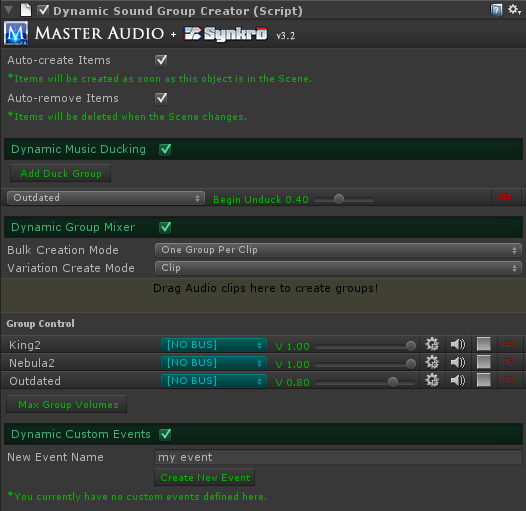 Dynamic Sound Group Creator (Script)
MASTER AUDIO + Synkro v3.2
Auto-create Items
*Items will be created as soon as this object is in the Scene.
Auto-remove Items
*Items will be deleted when the Scene changes.
Dynamic Music Ducking
Add Duck Group
Outdated Begin Unduck 0.40
Dynamic Group Mixer
Bulk Creation Mode One Group Per Clip
Variation Create Mode Clip
Drag Audio clips here to create groups!
Group Control
King2 [NO BUS] V 1.00
Nebula2 [NO BUS] V 1.00
Outdated [NO BUS] V 0.80
Max Group Volumes
Dynamic Custom Events
New Event Name my event
Create New Event
*You currently have no custom events defined here.